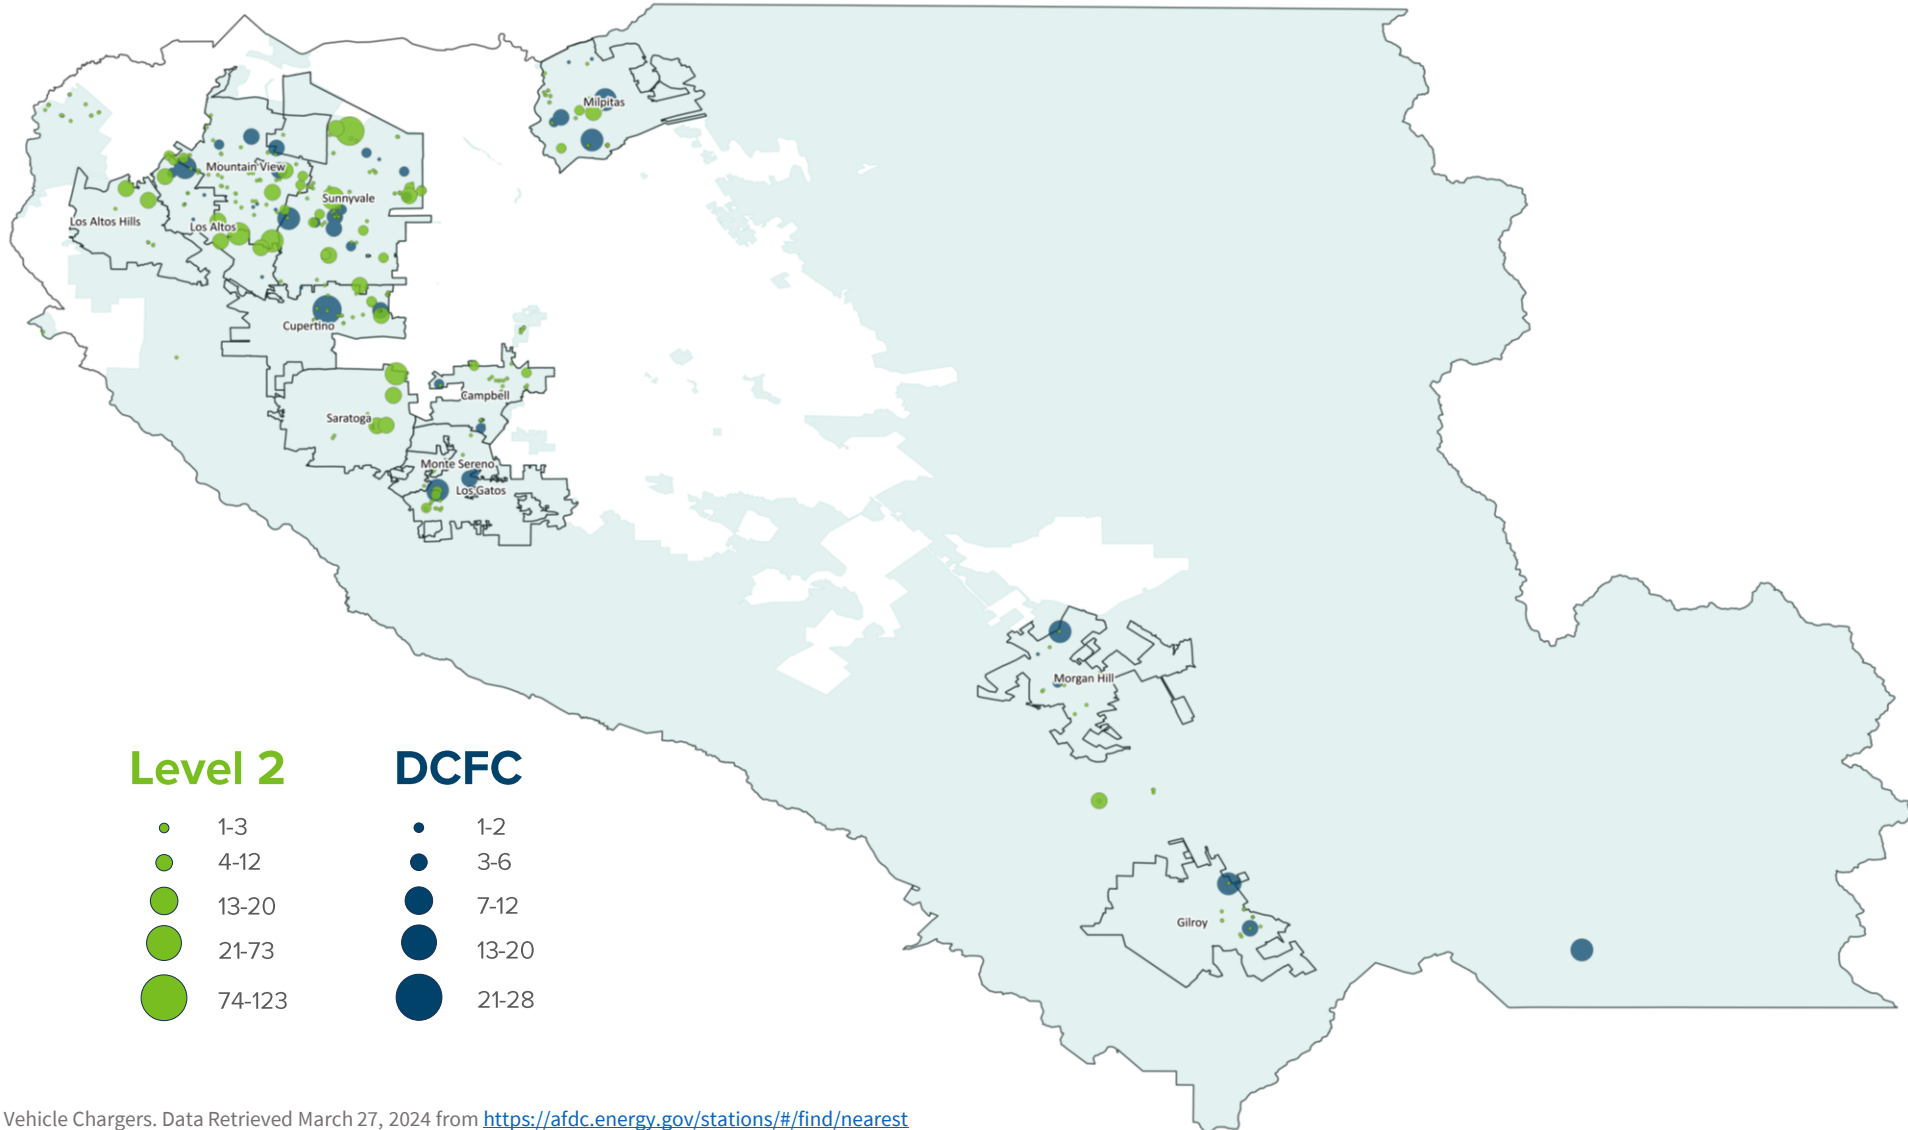 Milpitas
Mountain View
Sunnyvale
Los Altos Hills
Los Altos
Cupertino
Campbell
Saratoga
Monte Sereno
Los Gatos
Morgan Hill
Gilroy
Level 2
1-3
4-12
13-20
21-73
74-123
DCFC
1-2
3-6
7-12
13-20
21-28
Vehicle Chargers. Data Retrieved March 27, 2024 from https://afdc.energy.gov/stations/#/find/nearest